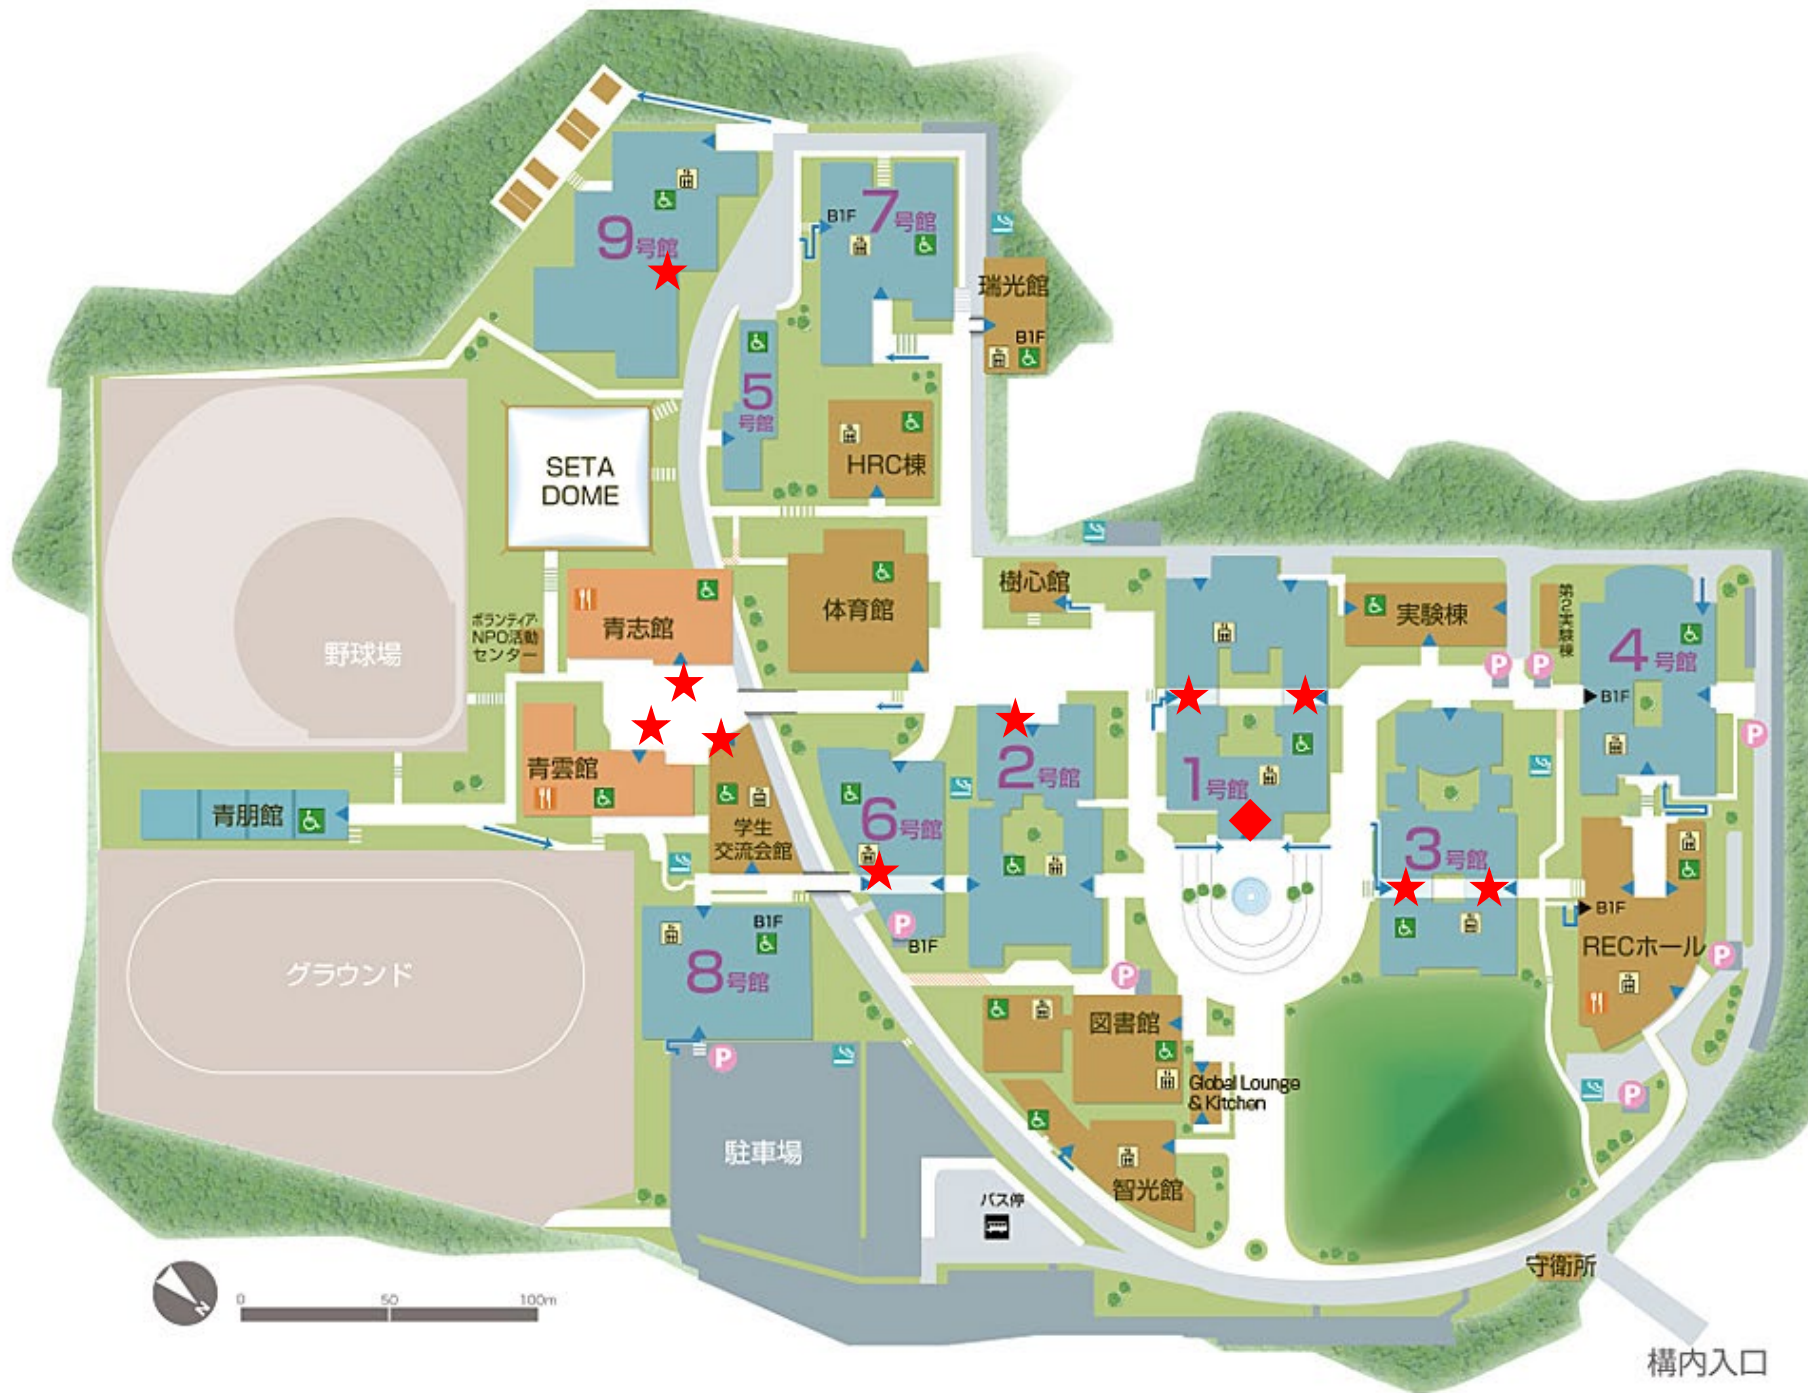 9号館
7号館
B1F
瑞光館
B1F
5
号館
HRC棟
SETA
DOME
体育館
樹心館
実験棟
第2実験棟
4号館
B1F
ボランティア・
NPO活動
センター
青志館
野球場
青雲館
2号館
1号館
3号館
6号館
青朋館
学生
交流会館
B1F
RECホール
B1F
8号館
B1F
グラウンド
図書館
Global Lounge
& Kitchen
駐車場
智光館
バス停
守衛所
構内入口
N
0 50 100m
P
P
P
P
P
P
P
P